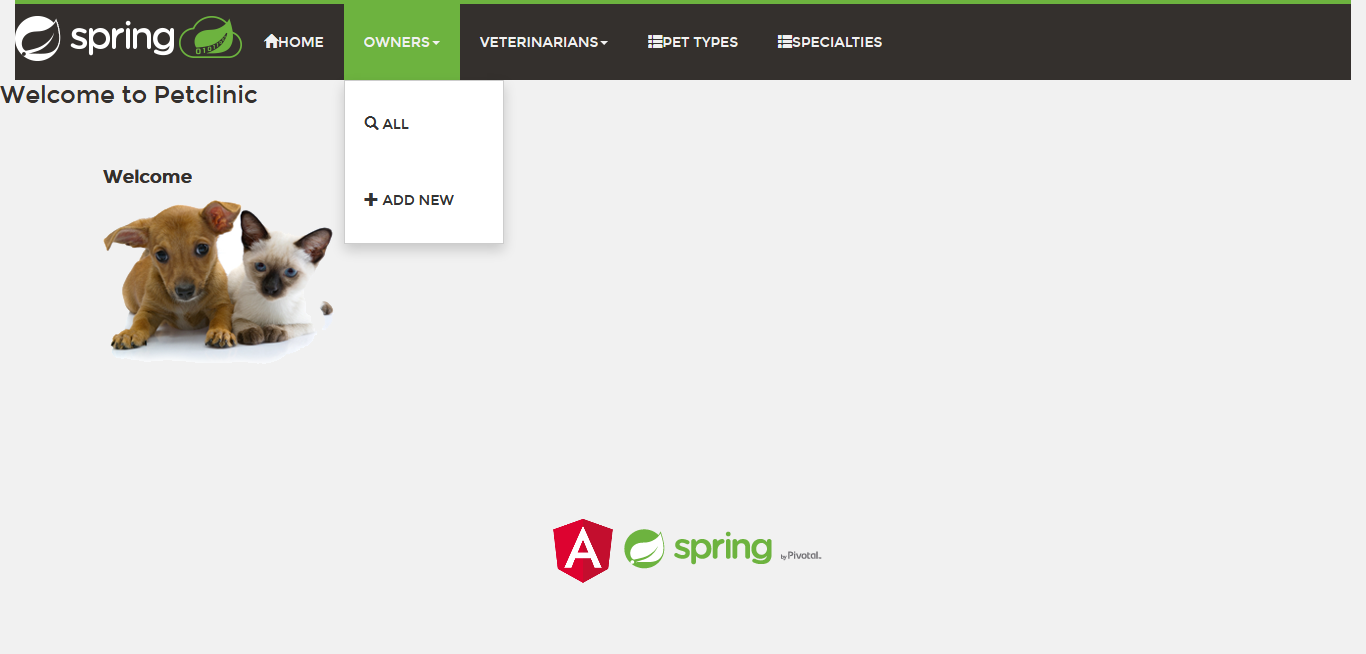 spring
HOME
OWNERS
VETERINARIANS
PET TYPES
SPECIALTIES
Welcome to Petclinic
ALL
ADD NEW
Welcome
A spring by Pivotal.